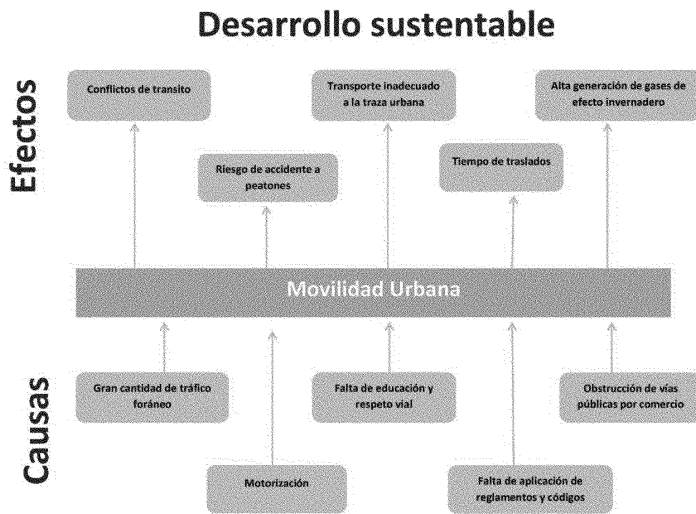 Desarrollo sustentable
Efectos
Conflictos de transito
Transporte inadecuado
a la traza urbana
Alta generación de gases de
efecto invernadero
Riesgo de accidente a
peatones
Tiempo de traslados
Movilidad Urbana
Causas
Gran cantidad de tráfico
foráneo
Falta de educación y
respeto vial
Obstrucción de vías
públicas por comercio
Motorización
Falta de aplicación de
reglamentos y códigos